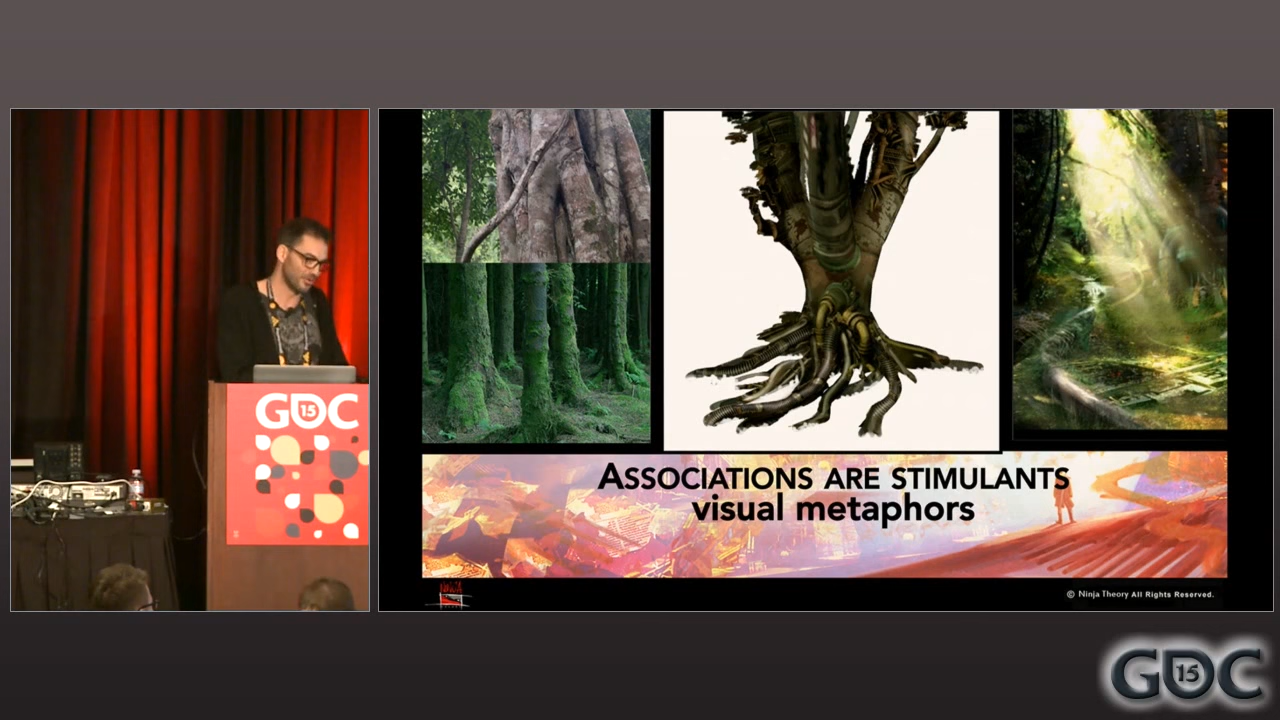 GDC
15
ASSOCIATIONS ARE STIMULANTS
visual metaphors
© Ninja Theory All Rights Reserved.
GDC
15